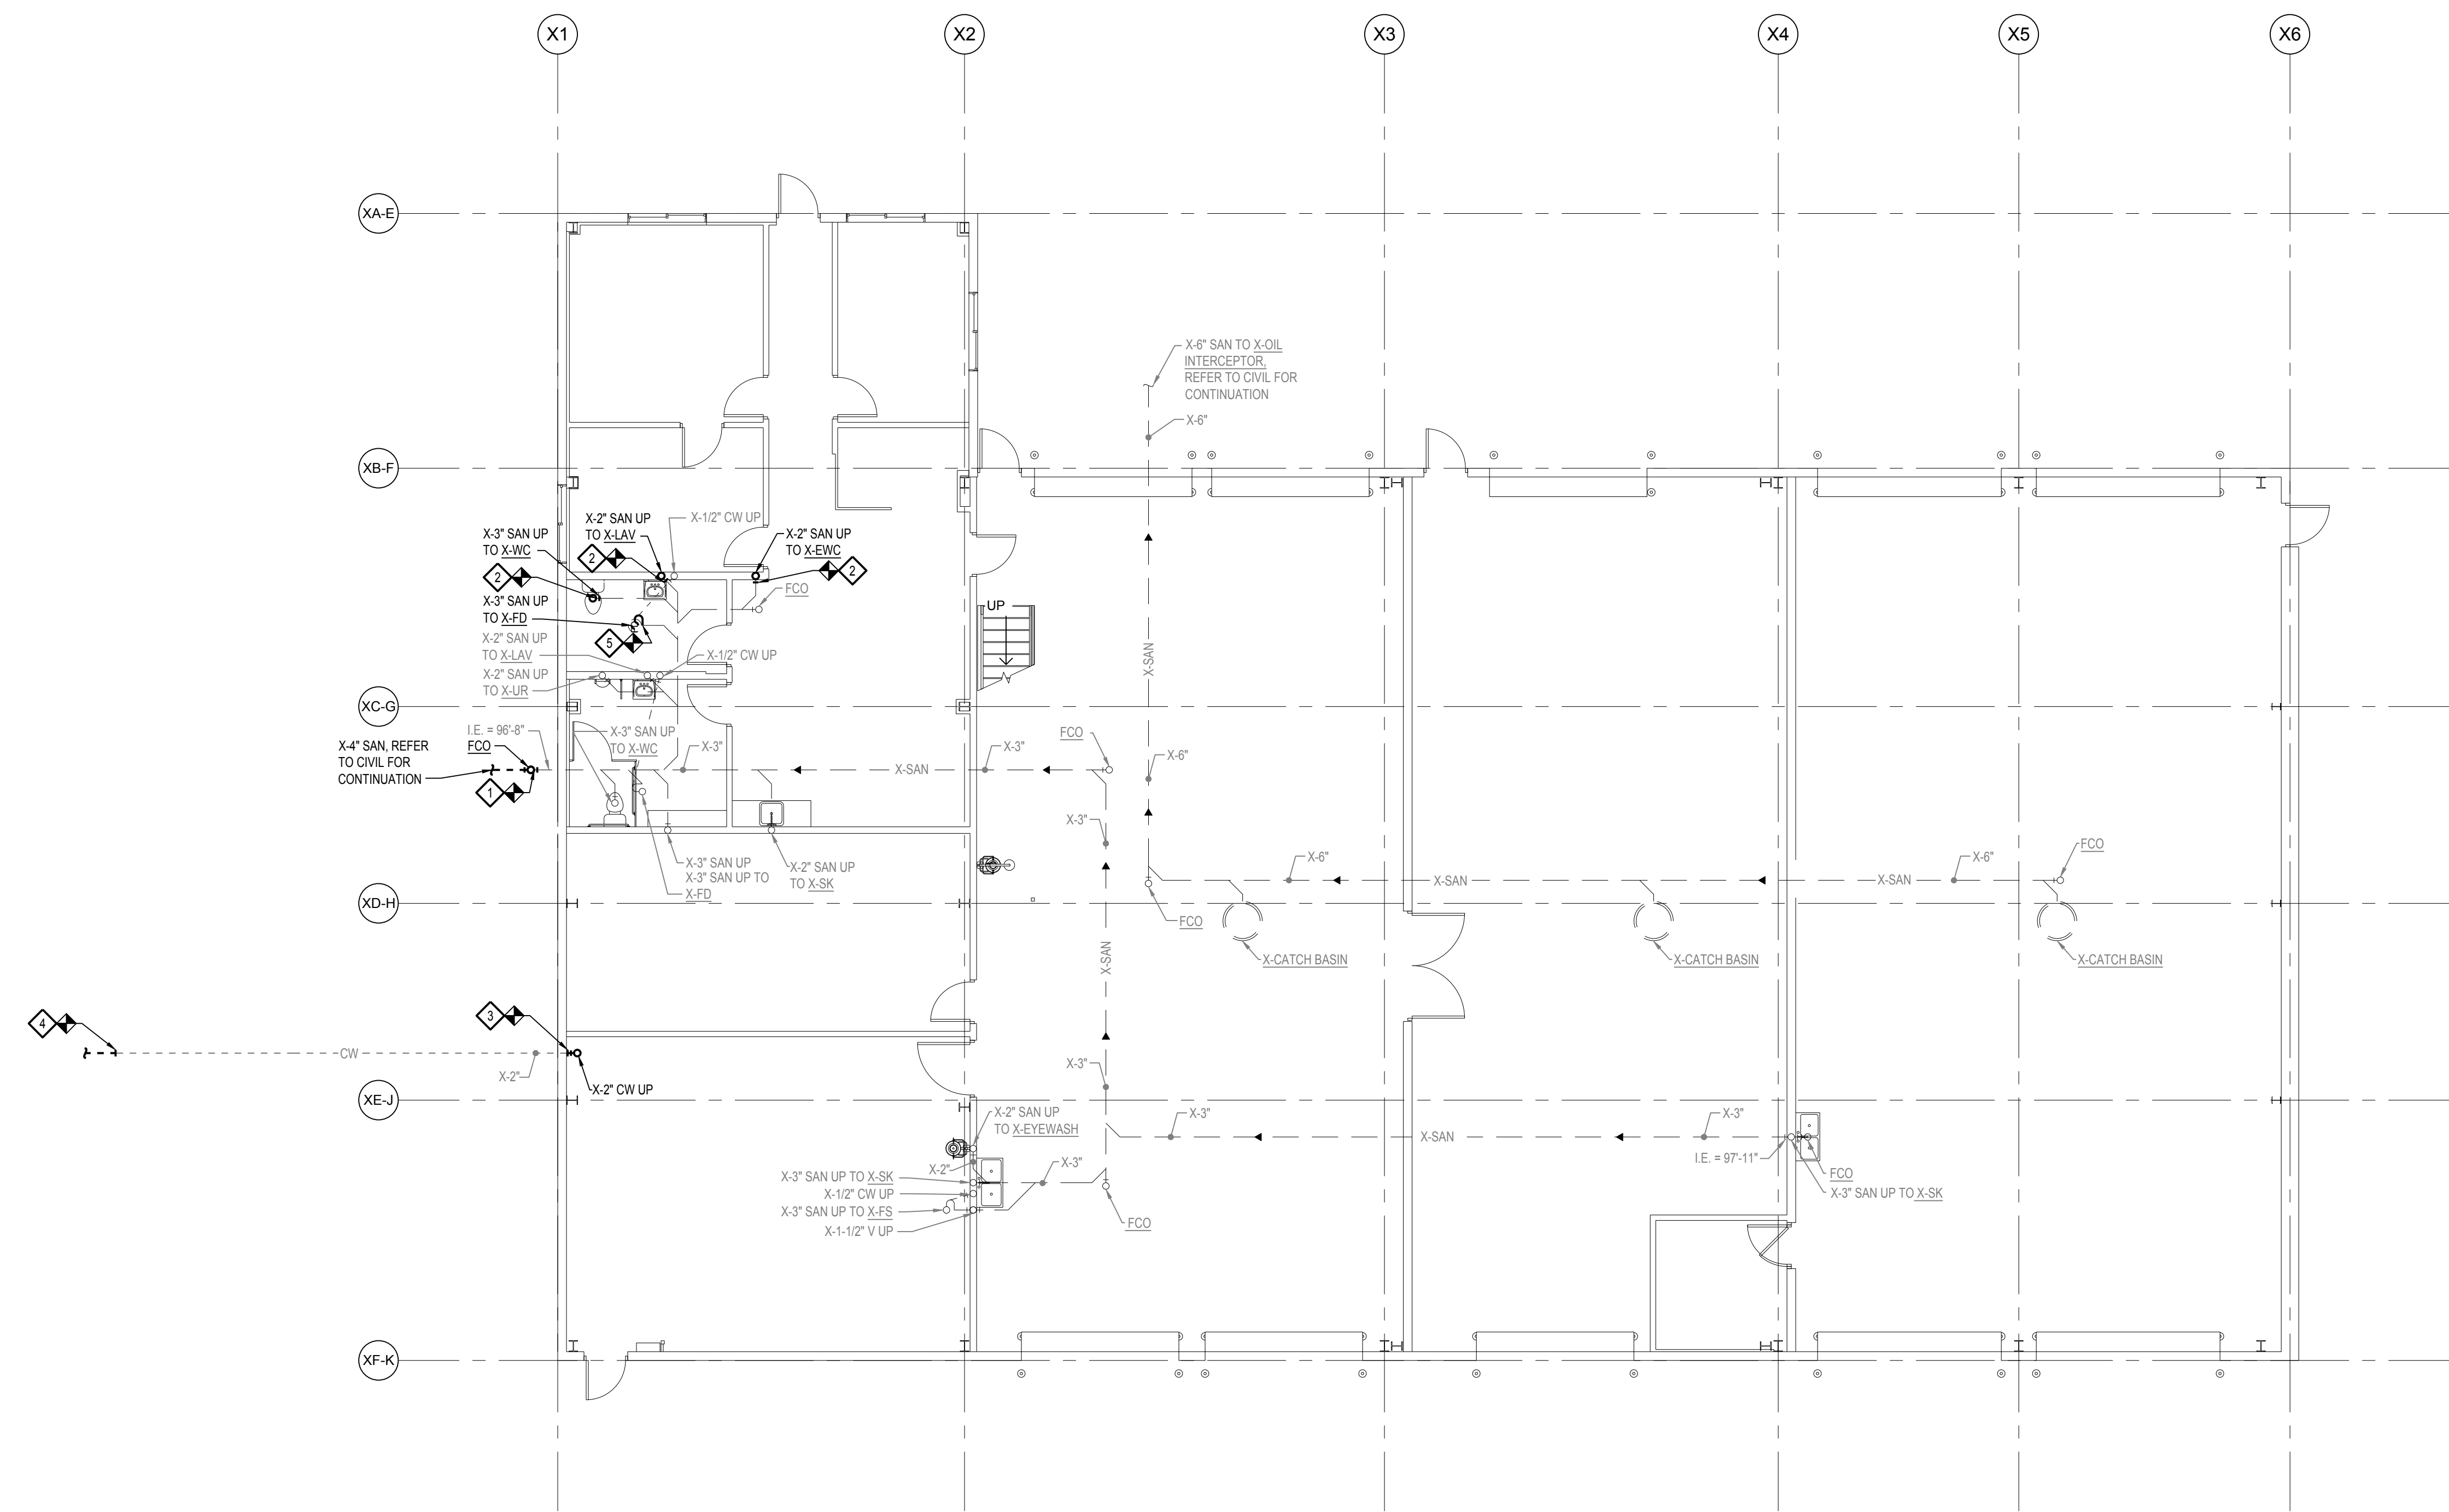 X1
X2
X3
X4
X5
X6
XA-E
X-6" SAN TO X-OIL
INTERCEPTOR,
REFER TO CIVIL FOR
CONTINUATION
X-6"
XB-F
X-2" SAN UP
TO X-LAV
X-1/2" CW UP
X-3" SAN UP
TO X-WC
X-2" SAN UP
TO X-EWC
2
2
2
FCO
X-3" SAN UP
TO X-FD
5
UP
X-2" SAN UP
TO X-LAV
X-1/2" CW UP
X-2" SAN UP
TO X-UR
X-SAN
XC-G
I.E. = 96'-8"
X-3" SAN UP
TO X-WC
X-3"
X-4" SAN, REFER
TO CIVIL FOR
CONTINUATION
FCO
1
X-SAN
X-3"
FCO
X-6"
X-3"
X-3" SAN UP
X-3" SAN UP TO
X-FD
X-2" SAN UP
TO X-SK
X-6"
X-SAN
X-SAN
X-6"
FCO
XD-H
FCO
X-CATCH BASIN
X-CATCH BASIN
X-CATCH BASIN
X-SAN
4
3
CW
X-2"
X-2" CW UP
X-3"
XE-J
X-2" SAN UP
TO X-EYEWASH
X-3"
X-SAN
X-3"
I.E. = 97'-11"
FCO
X-3" SAN UP TO X-SK
X-2"
X-3"
X-3" SAN UP TO X-SK
X-1/2" CW UP
X-3" SAN UP TO X-FS
X-1-1/2" V UP
FCO
XF-K